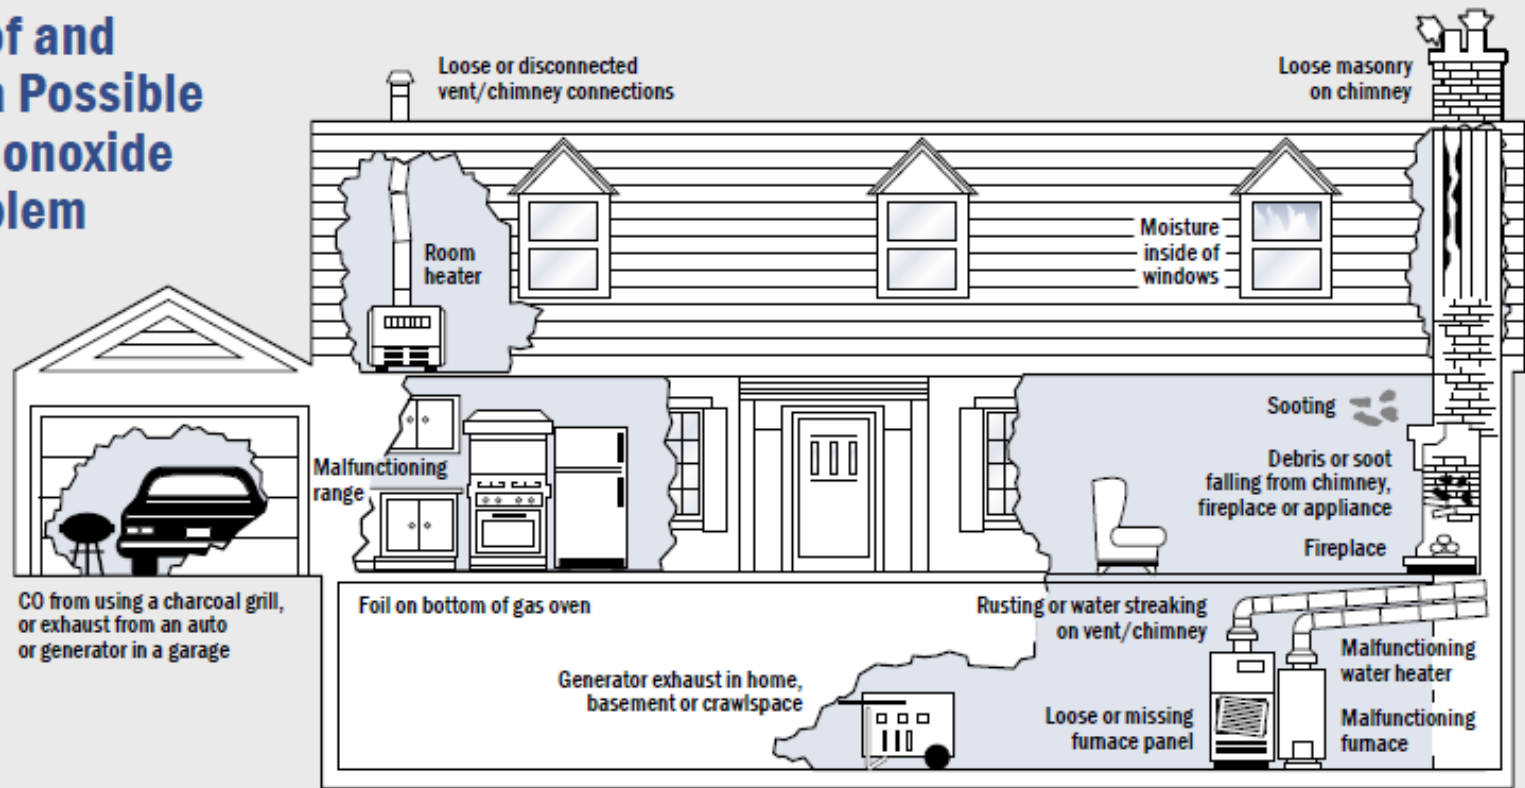 of and
Possible
onoxide
blem
Loose or disconnected
vent/chimney connections
Loose masonry
on chimney
Room
heater
Moisture
inside of
windows
Malfunctioning
range
Sooting
Debris or soot
falling from chimney,
fireplace or appliance
Fireplace
CO from using a charcoal grill,
or exhaust from an auto
or generator in a garage
Foil on bottom of gas oven
Rusting or water streaking
on vent/chimney
Generator exhaust in home,
basement or crawlspace
Loose or missing
furnace panel
Malfunctioning
water heater
Malfunctioning
furnace